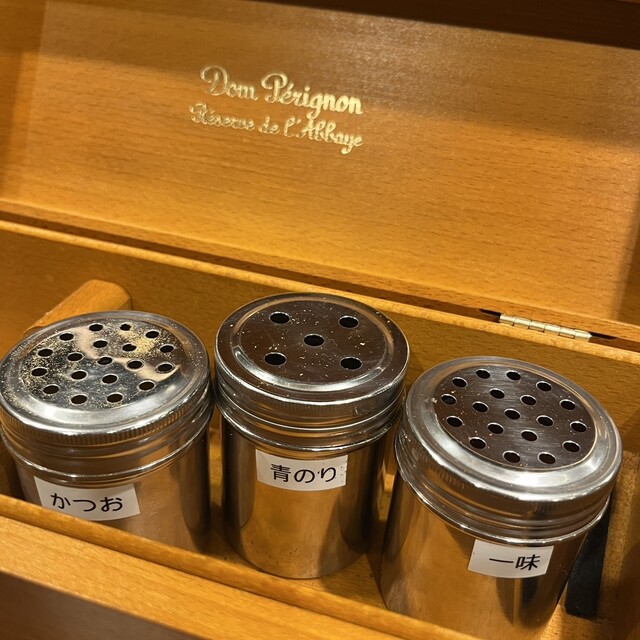 Dom Pérignon
Réserve de l'Abbaye
かつお
青のり
一味